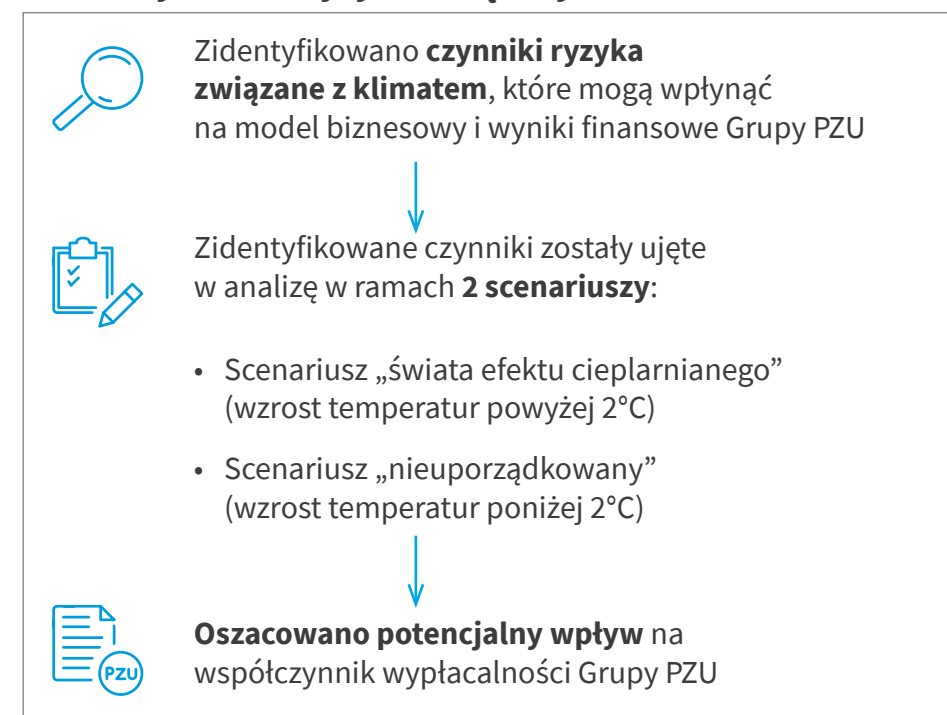 Zidentyfikowano czynniki ryzyka
związane z klimatem, które mogą wpłynąć
na model biznesowy i wyniki finansowe Grupy PZU
Zidentyfikowane czynniki zostały ujęte
w analizę w ramach 2 scenariuszy:
• Scenariusz „świata efektu cieplarnianego”
(wzrost temperatur powyżej 2°C)
• Scenariusz „nieuporządkowany”
(wzrost temperatur poniżej 2°C)
PZU
Oszacowano potencjalny wpływ na
współczynnik wypłacalności Grupy PZU